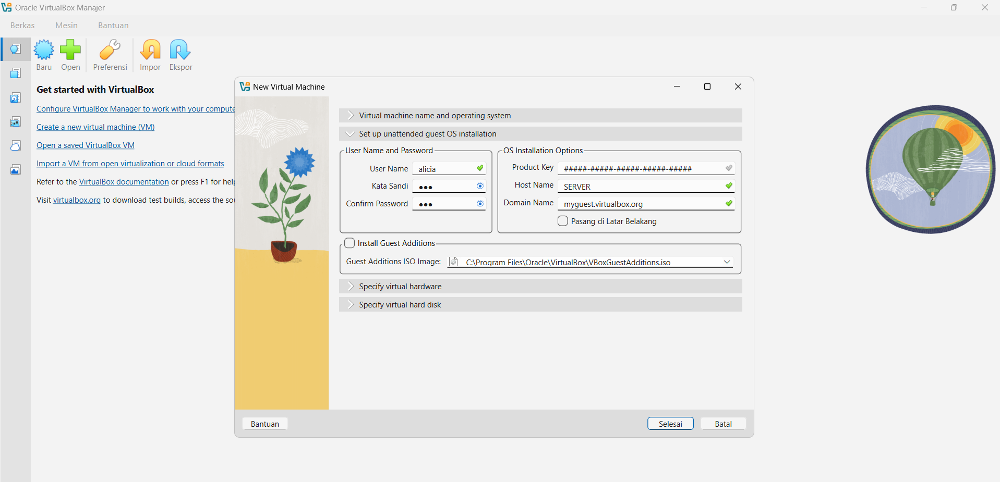 Oracle VirtualBox Manajer
Berkas Mesin Bantuan
Baru Open Preferensi Impor Ekspor
Get started with VirtualBox
Configure VirtualBox Manager to work with your compute
Create a new virtual machine (VM)
Open a saved VirtualBox VM
Import a VM from open virtualization or cloud formats
Refer to the VirtualBox documentation or press F1 for help
Visit virtualbox.org to download test builds, access the
New Virtual Machine
Virtual machine name and operating system
Set up unattended guest OS installation
User Name and Password
User Name alicia
Kata Sandi
Confirm Password
OS Installation Options
Product Key #####-#####-#####-#####-#####
Host Name SERVER
Domain Name myguest.virtualbox.org
Pasang di Latar Belakang
Install Guest Additions
Guest Additions ISO Image: C:\Program Files\Oracle\VirtualBox\VBoxGuestAdditions.iso
Specify virtual hardware
Specify virtual hard disk
Bantuan Selesai Batal